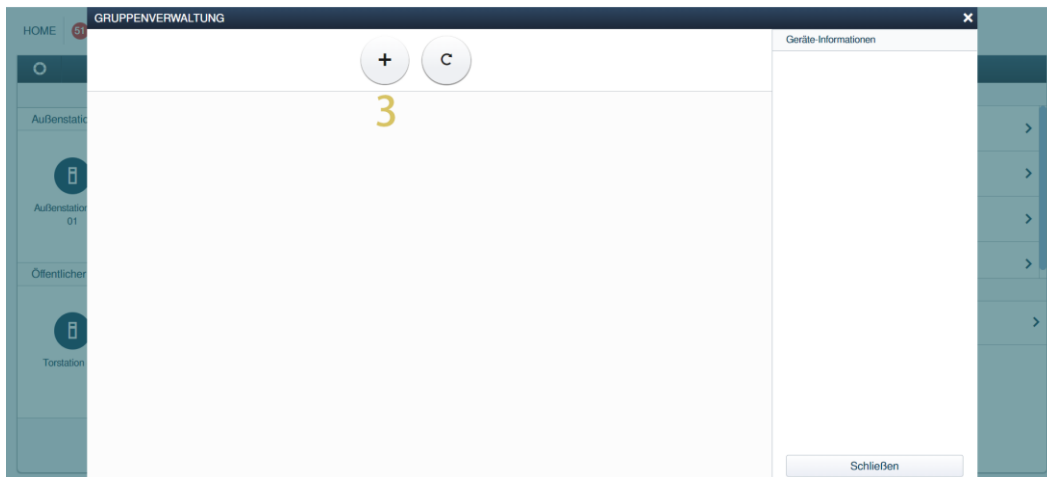 GRUPPENVERWALTUNG
HOME
51
Geräte-Informationen
3
Außenstatio
Außenstation
01
Öffentlicher
Torstation
Schließen